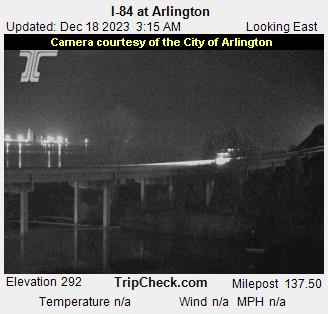 I-84 at Arlington
Updated: Dec 18 2023 3:15 AM Looking East
Camera courtesy of the City of Arlington
Elevation 292 TripCheck.com Milepost 137.50
Temperature n/a Wind n/a MPH n/a